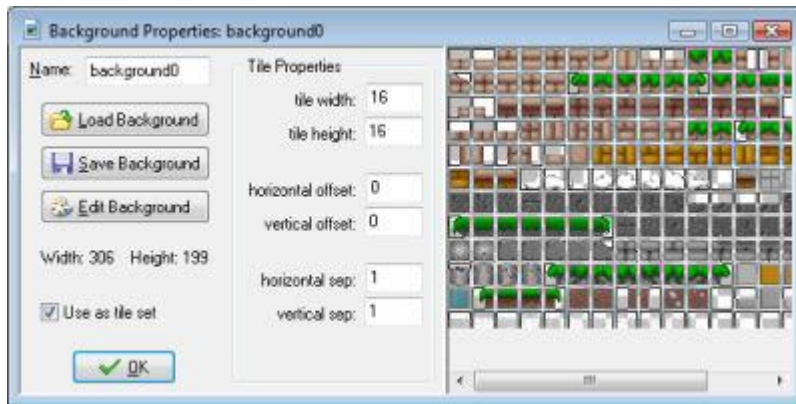 Background Properties: background0
Name: background0
Load Background
Save Background
Edit Background
Width: 306 Height: 199
Use as tile set
OK
Tile Properties
tile width: 16
tile height: 16
horizontal offset: 0
vertical offset: 0
horizontal sep: 1
vertical sep: 1